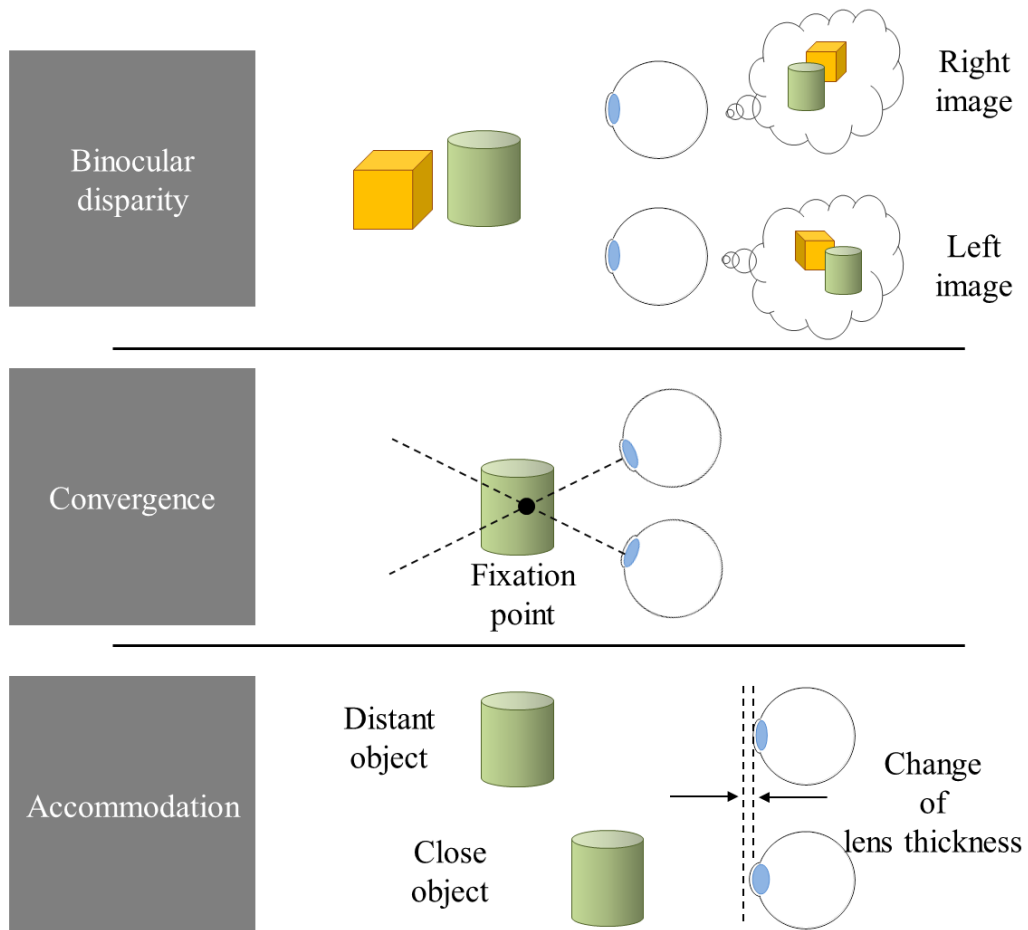 Binocular
disparity
Right
image
Left
image
Convergence
Fixation
point
Accommodation
Distant
object
Close
object
Change
of
lens thickness